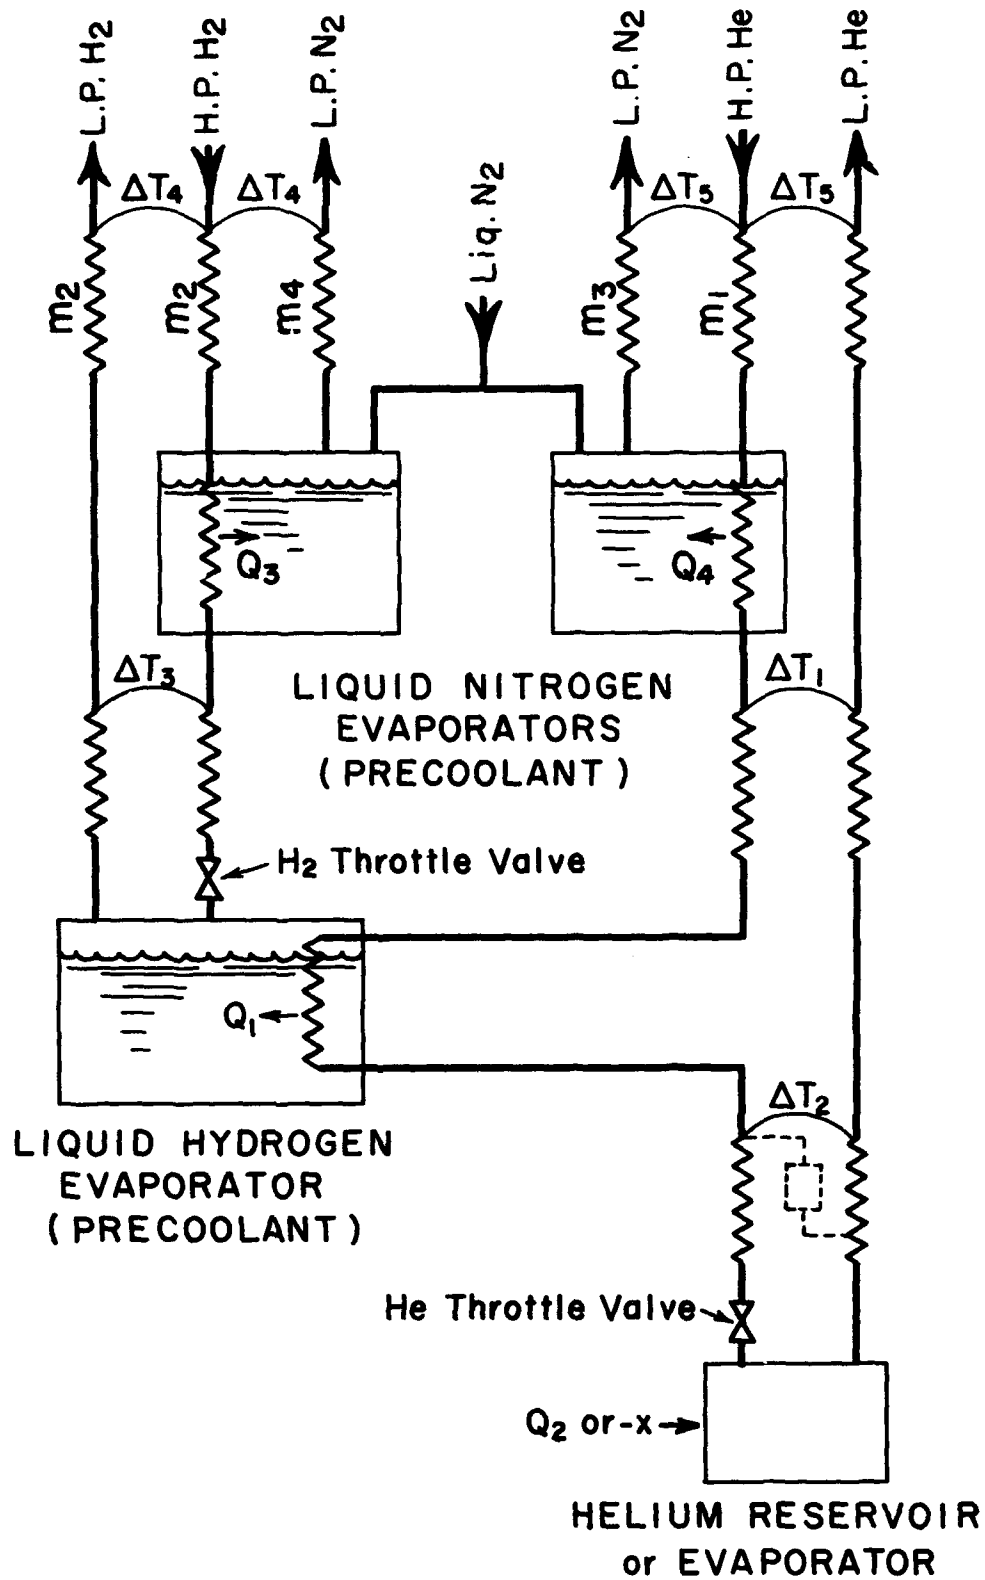 L.P. H2
H.P. H2
L.P. N2
L.P. N2
H.P. He
L.P. He
ΔT4
ΔT4
Liq. N2
ΔT5
ΔT5
m2
m2
m4
m3
m1
Q3
Q4
ΔT3
LIQUID NITROGEN
EVAPORATORS
(PRECOOLANT)
ΔT1
H2 Throttle Valve
Q1
LIQUID HYDROGEN
EVAPORATOR
(PRECOOLANT)
ΔT2
He Throttle Valve
Q2 or-x
HELIUM RESERVOIR
or EVAPORATOR